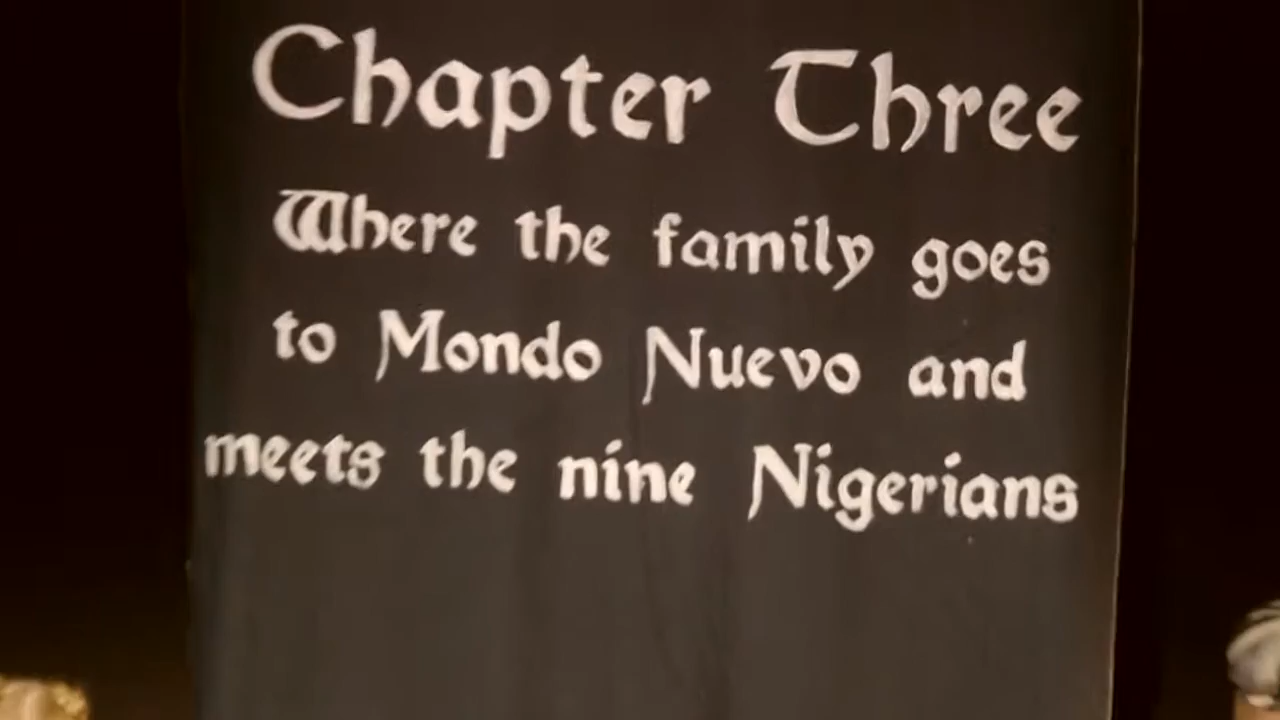 Chapter Three
Where the family goes
to Mondo Nuevo and
meets the nine Nigerians